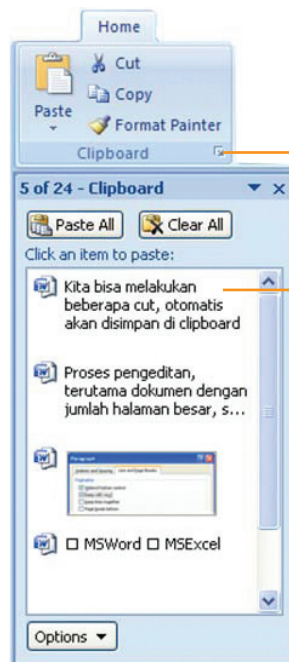 Home
Cut
Copy
Paste
Format Painter
Clipboard
5 of 24 - Clipboard
Paste All Clear All
Click an item to paste:
Kita bisa melakukan
beberapa cut, otomatis
akan disimpan di clipboard
Proses pengeditan,
terutama dokumen dengan
jumlah halaman besar, s...
Paragraph
☐ MSWord ☐ MSExcel
Options